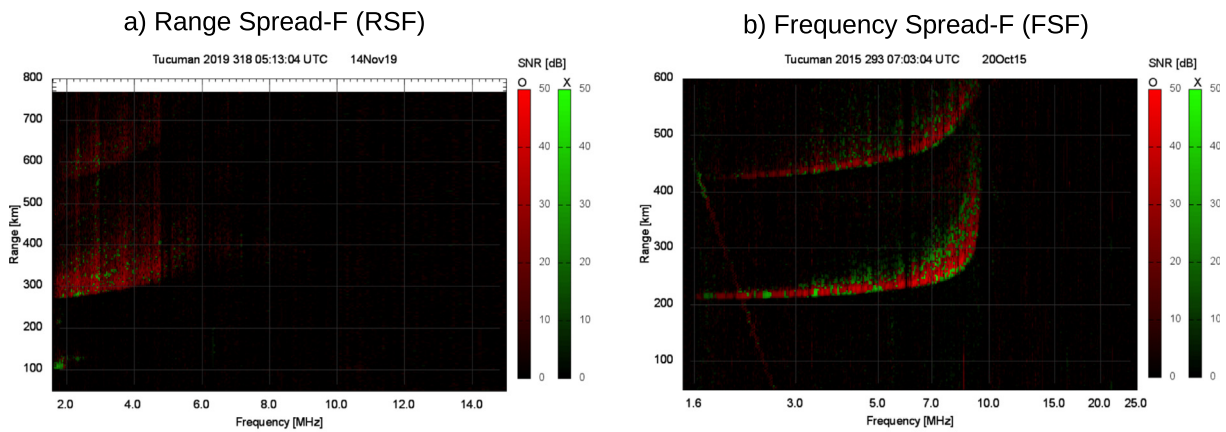 a) Range Spread-F (RSF)
Tucuman 2019 318 05:13:04 UTC 14Nov19
SNR [dB]
O X
800
700
600
500
400
300
200
100
Range [km]
2.0 4.0 6.0 8.0 10.0 12.0 14.0
Frequency [MHz]
50 50
40 40
30 30
20 20
10 10
0 0
b) Frequency Spread-F (FSF)
Tucuman 2015 293 07:03:04 UTC 20Oct15
SNR [dB]
O X
600
500
400
300
200
100
Range [km]
1.6 3.0 5.0 7.0 10.0 15.0 20.0 25.0
Frequency [MHz]
50 50
40 40
30 30
20 20
10 10
0 0